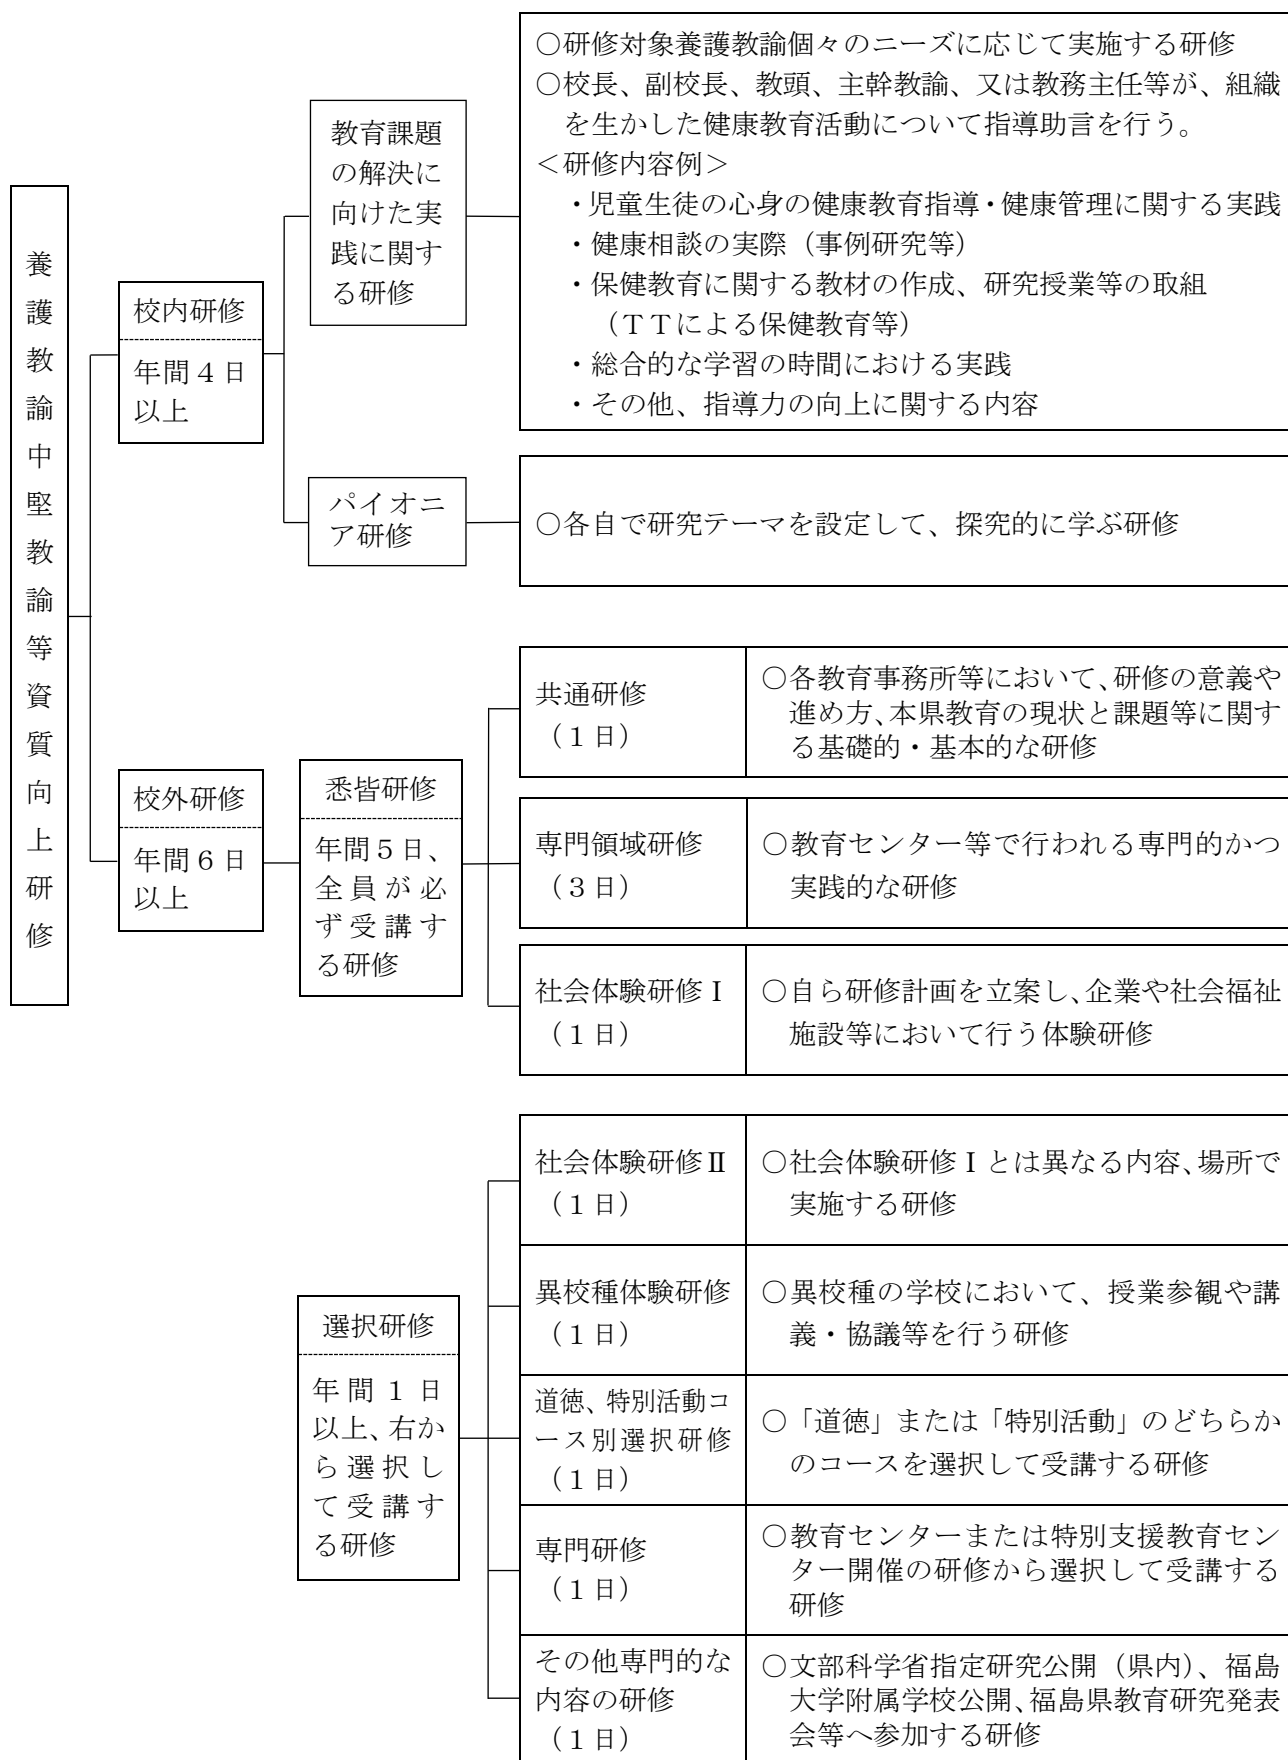 養護教諭中堅教諭等資質向上研修
校内研修
年間4日
以上
教育課題
の解決に
向けた実
践に関す
る研修
○研修対象養護教諭個々のニーズに応じて実施する研修
○校長、副校長、教頭、主幹教諭、又は教務主任等が、組織
を生かした健康教育活動について指導助言を行う。
<研修内容例>
・児童生徒の心身の健康教育指導・健康管理に関する実践
・健康相談の実際(事例研究等)
・保健教育に関する教材の作成、研究授業等の取組
(TTによる保健教育等)
・総合的な学習の時間における実践
・その他、指導力の向上に関する内容
パイオニ
ア研修
○各自で研究テーマを設定して、探究的に学ぶ研修
校外研修
年間6日
以上
悉皆研修
年間5日、
全員が必
ず受講す
る研修
共通研修
(1日)
○各教育事務所等において、研修の意義や
進め方、本県教育の現状と課題等に関す
る基礎的・基本的な研修
専門領域研修
(3日)
○教育センター等で行われる専門的かつ
実践的な研修
社会体験研修Ⅰ
(1日)
○自ら研修計画を立案し、企業や社会福祉
施設等において行う体験研修
選択研修
年間1日
以上、右か
ら選択し
て受講す
る研修
社会体験研修Ⅱ
(1日)
○社会体験研修Ⅰとは異なる内容、場所で
実施する研修
異校種体験研修
(1日)
○異校種の学校において、授業参観や講
義・協議等を行う研修
道徳、特別活動コ
ース別選択研修
(1日)
○「道徳」または「特別活動」のどちらか
のコースを選択して受講する研修
専門研修
(1日)
○教育センターまたは特別支援教育セン
ター開催の研修から選択して受講する
研修
その他専門的な
内容の研修
(1日)
○文部科学省指定研究公開(県内)、福島
大学附属学校公開、福島県教育研究発表
会等へ参加する研修